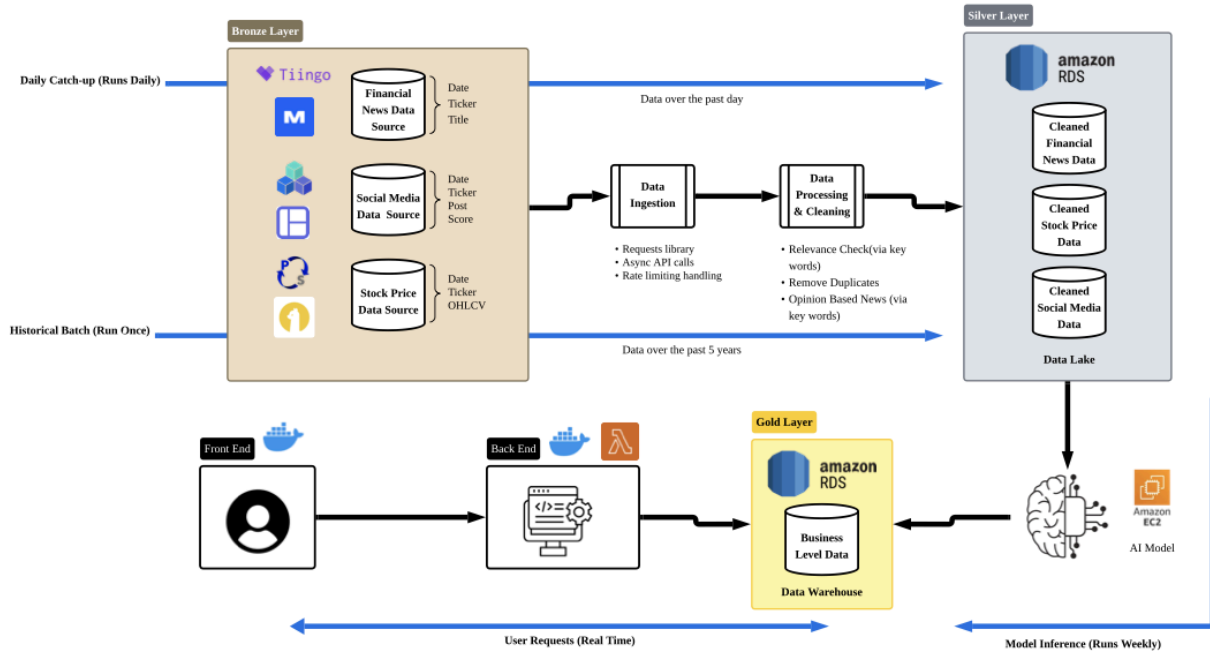 Bronze Layer
Silver Layer
Daily Catch-up (Runs Daily)
Tiingo
M
Financial
News Data
Source
Date
Ticker
Title
Data over the past day
amazon
RDS
Cleaned
Financial
News Data
Social Media
Data Source
Date
Ticker
Post
Score
Data
Ingestion
Data
Processing
& Cleaning
Cleaned
Stock Price
Data
• Requests library
• Async API calls
• Rate limiting handling
• Relevance Check(via key
words)
• Remove Duplicates
• Opinion Based News (via
key words)
P
S
Stock Price
Data Source
Date
Ticker
OHLCV
Cleaned
Social Media
Data
Historical Batch (Run Once)
Data over the past 5 years
Data Lake
Front End
Back End
λ
Gold Layer
amazon
RDS
</>
Business
Level Data
Data Warehouse
Amazon
EC2
AI Model
User Requests (Real Time)
Model Inference (Runs Weekly)